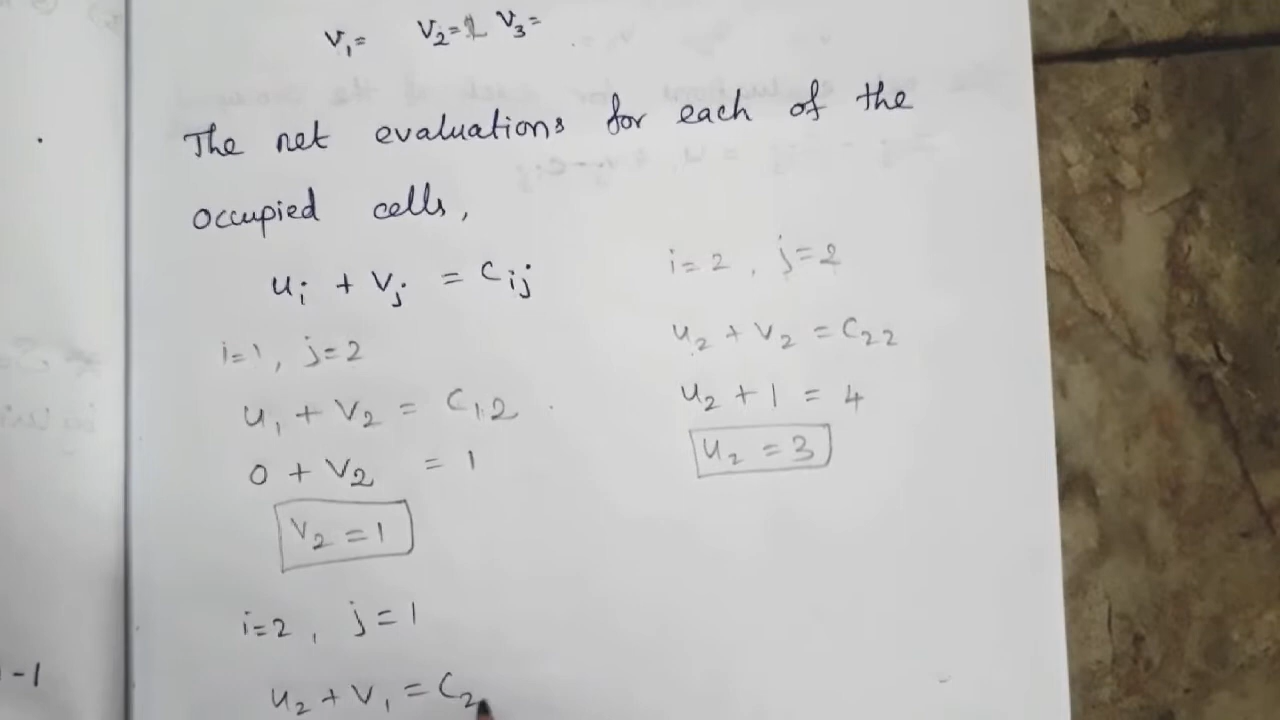 V₁= V₂=1 V₃=
The net evaluations for each of the
occupied cells,
uᵢ + vⱼ = cᵢⱼ
i=1, j=2
u₁ + v₂ = C₁₂
0 + v₂ = 1
v₂ = 1
i=2, j=1
u₂ + v₁ = C₂
i=2, j=2
u₂ + v₂ = C₂₂
u₂ + 1 = 4
u₂ = 3
-1